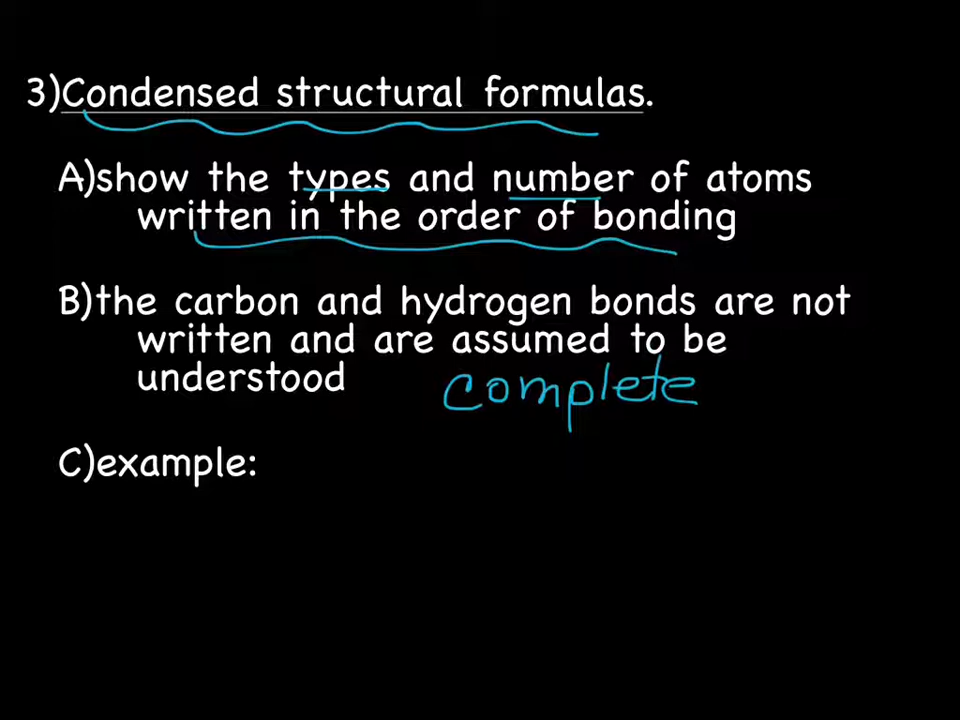 3)Condensed structural formulas.
A)show the types and number of atoms
written in the order of bonding
B)the carbon and hydrogen bonds are not
written and are assumed to be
understood
complete
C)example: